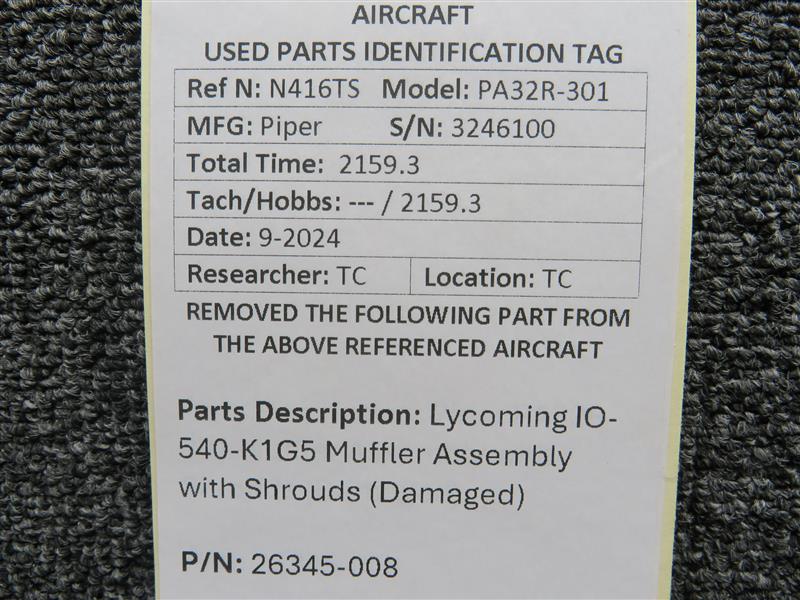 AIRCRAFT
USED PARTS IDENTIFICATION TAG
Ref N: N416TS Model: PA32R-301
MFG: Piper S/N: 3246100
Total Time: 2159.3
Tach/Hobbs: --- / 2159.3
Date: 9-2024
Researcher: TC Location: TC
REMOVED THE FOLLOWING PART FROM
THE ABOVE REFERENCED AIRCRAFT
Parts Description: Lycoming IO-
540-K1G5 Muffler Assembly
with Shrouds (Damaged)
P/N: 26345-008